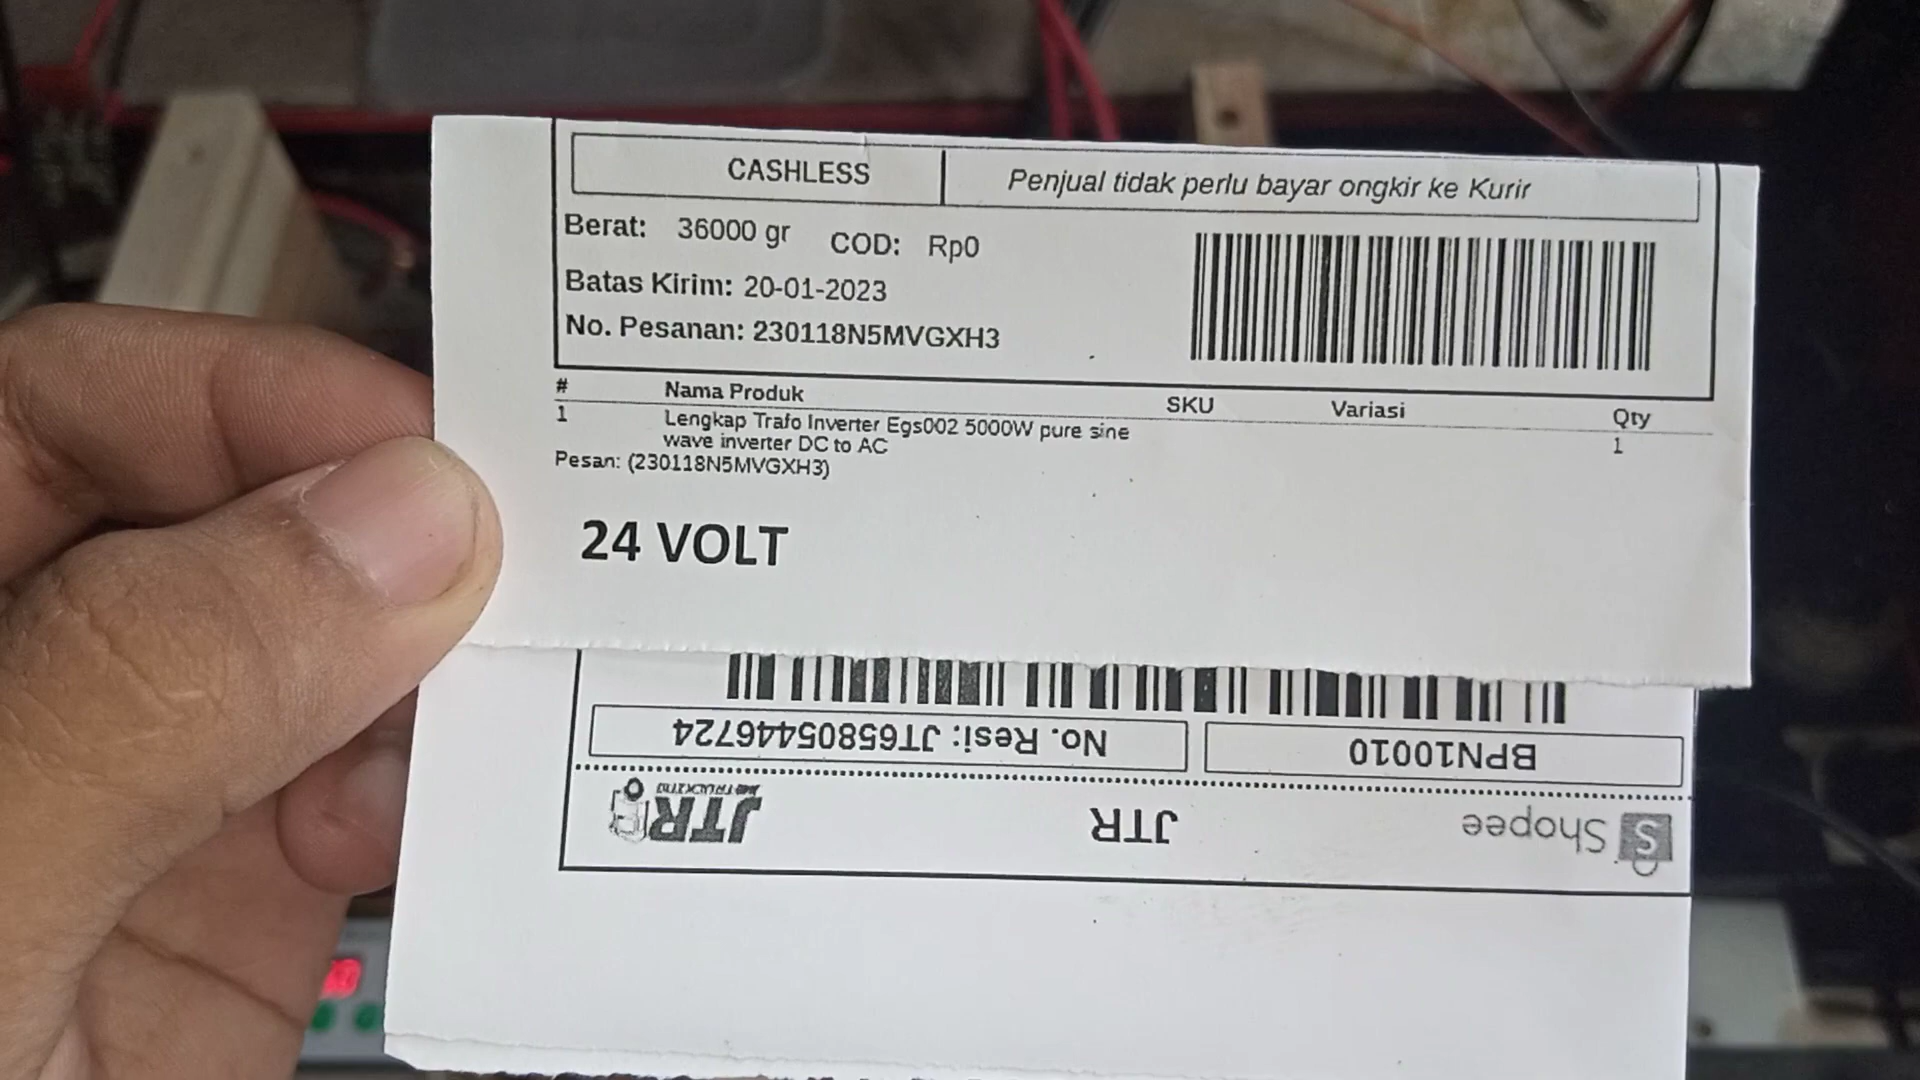 CASHLESS
Penjual tidak perlu bayar ongkir ke Kurir
Berat: 36000 gr COD: Rp0
Batas Kirim: 20-01-2023
No. Pesanan: 230118N5MVGXH3
# Nama Produk SKU Variasi Qty
1 Lengkap Trafo Inverter Egs002 5000W pure sine 1
wave inverter DC to AC
Pesan: (230118N5MVGXH3)
24 VOLT
Shopee JTR JTR
BPN10010 No. Resi: JT65805446724